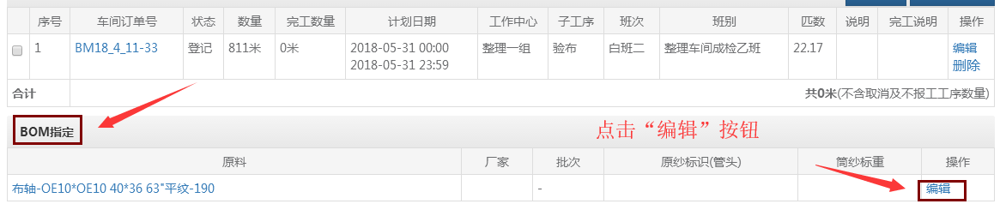 序号 车间订单号 状态 数量 完工数量 计划日期 工作中心 子工序 班次 班别 匹数 说明 完工说明 操作
1 BM18_4_11-33 登记 811米 0米 2018-05-31 00:00 整理一组 验布 白班二 整理车间成检乙班 22.17 编辑
2018-05-31 23:59 删除
合计 共0米(不含取消及不报工工序数量)
BOM指定 点击“编辑”按钮
原料 厂家 批次 原纱标识(管头) 筒纱标重 操作
布轴-OE10*OE10 40*36 63"平纹-190 - 编辑